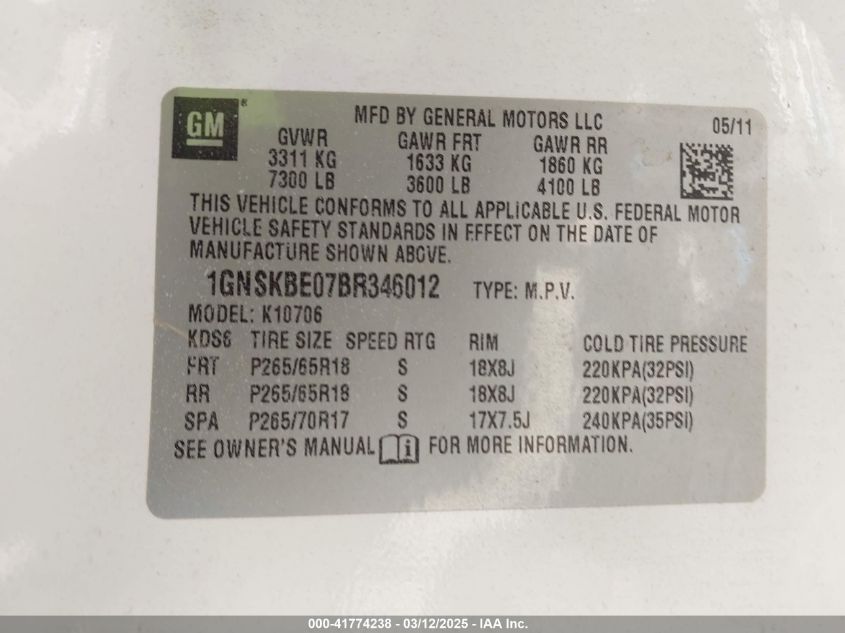 GM ® MFD BY GENERAL MOTORS LLC 05/11
GVWR GAWR FRT GAWR RR
3311 KG 1633 KG 1860 KG
7300 LB 3600 LB 4100 LB
THIS VEHICLE CONFORMS TO ALL APPLICABLE U.S. FEDERAL MOTOR
VEHICLE SAFETY STANDARDS IN EFFECT ON THE DATE OF
MANUFACTURE SHOWN ABOVE.
1GNSKBE07BR346012 TYPE: M.P.V.
MODEL: K10706
KDS6 TIRE SIZE SPEED RTG RIM COLD TIRE PRESSURE
FRT P265/65R18 S 18X8J 220KPA(32PSI)
RR P265/65R18 S 18X8J 220KPA(32PSI)
SPA P265/70R17 S 17X7.5J 240KPA(35PSI)
SEE OWNER'S MANUAL i FOR MORE INFORMATION.
000-41774238 - 03/12/2025 - IAA Inc.